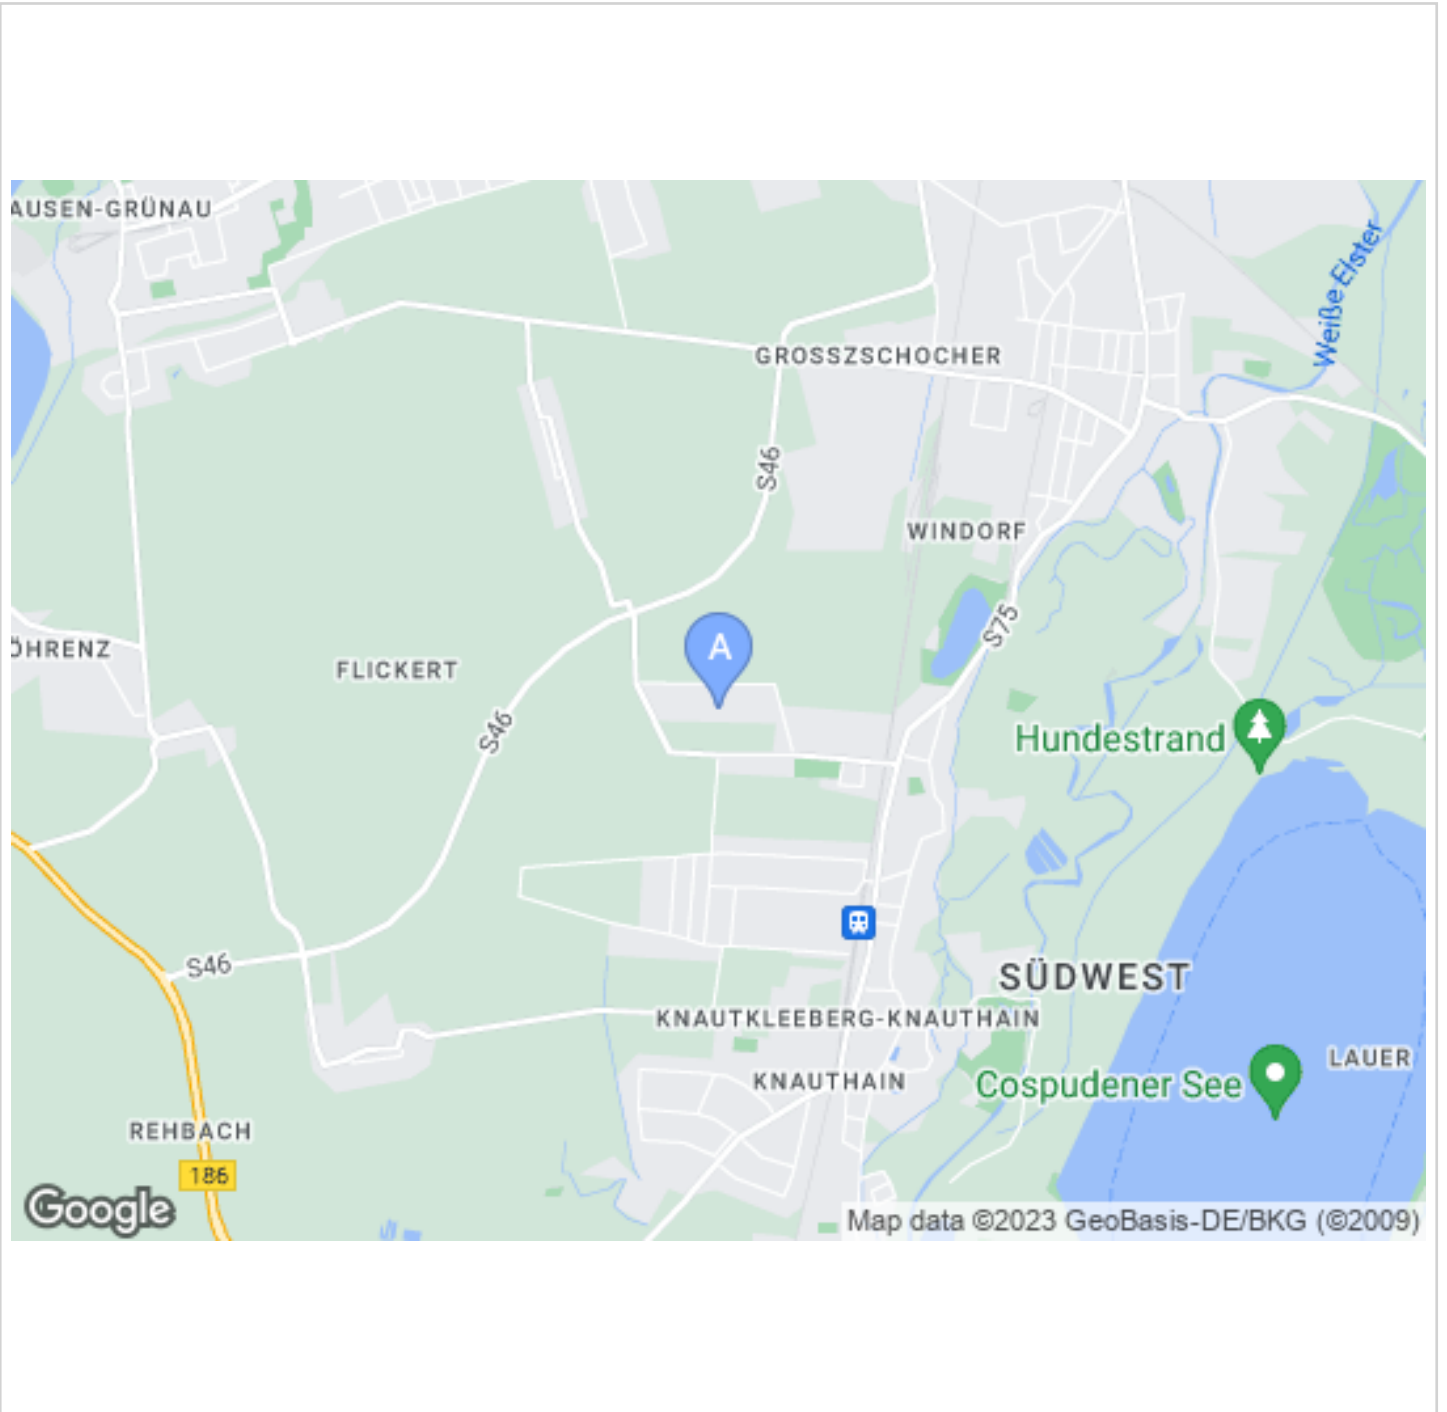 AUSEN-GRÜNAU
Weiße Elster
GROSSZSCHOCHER
S46
WINDORF
S75
A
ÖHRENZ
FLICKERT
S46
Hundestrand
S46
SÜDWEST
KNAUTKLEEBERG-KNAUTHAIN
LAUER
KNAUTHAIN
Cospudener See
REHBACH
186
Google
Map data ©2023 GeoBasis-DE/BKG (©2009)